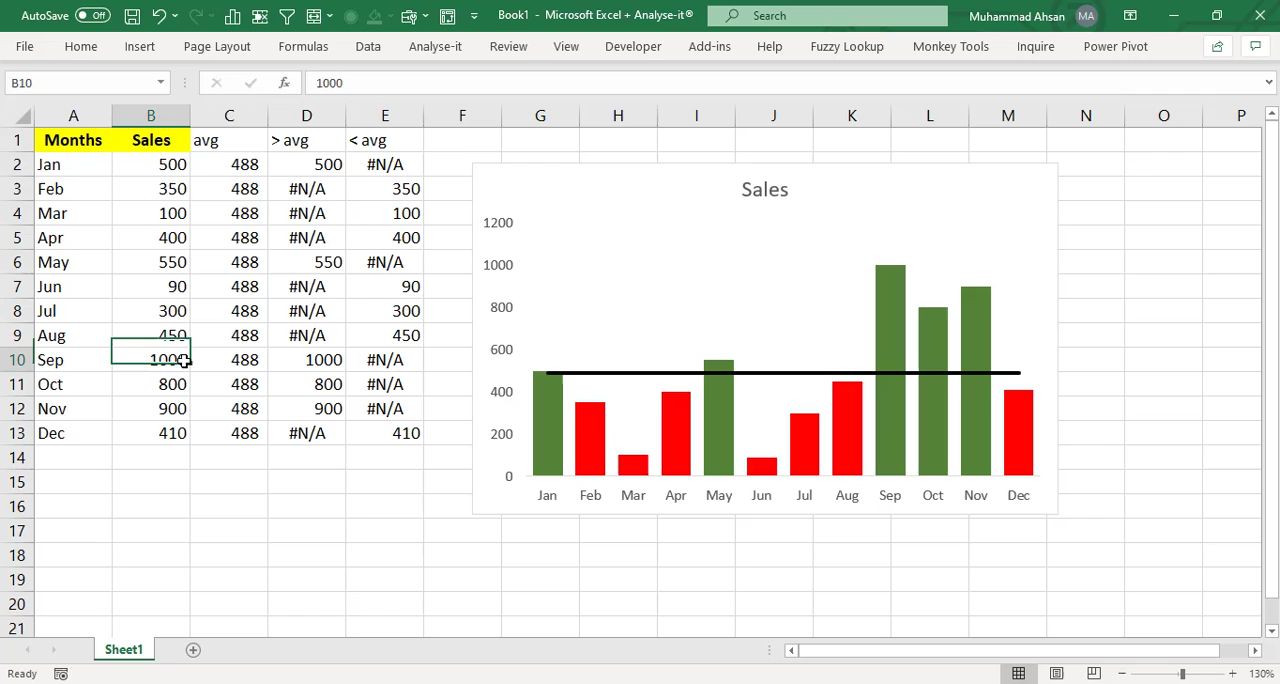 AutoSave Off Book1 - Microsoft Excel + Analyse-it® Search Muhammad Ahsan MA
File Home Insert Page Layout Formulas Data Analyse-it Review View Developer Add-ins Help Fuzzy Lookup Monkey Tools Inquire Power Pivot
B10 fx 1000
A B C D E F G H I J K L M N O P
1 Months Sales avg > avg < avg
2 Jan 500 488 500 #N/A
3 Feb 350 488 #N/A 350
4 Mar 100 488 #N/A 100
5 Apr 400 488 #N/A 400
6 May 550 488 550 #N/A
7 Jun 90 488 #N/A 90
8 Jul 300 488 #N/A 300
9 Aug 450 488 #N/A 450
10 Sep 1000 488 1000 #N/A
11 Oct 800 488 800 #N/A
12 Nov 900 488 900 #N/A
13 Dec 410 488 #N/A 410
14
15
16
17
18
19
20
21
Sales
1200
1000
800
600
400
200
0
Jan Feb Mar Apr May Jun Jul Aug Sep Oct Nov Dec
Sheet1
Ready 130%